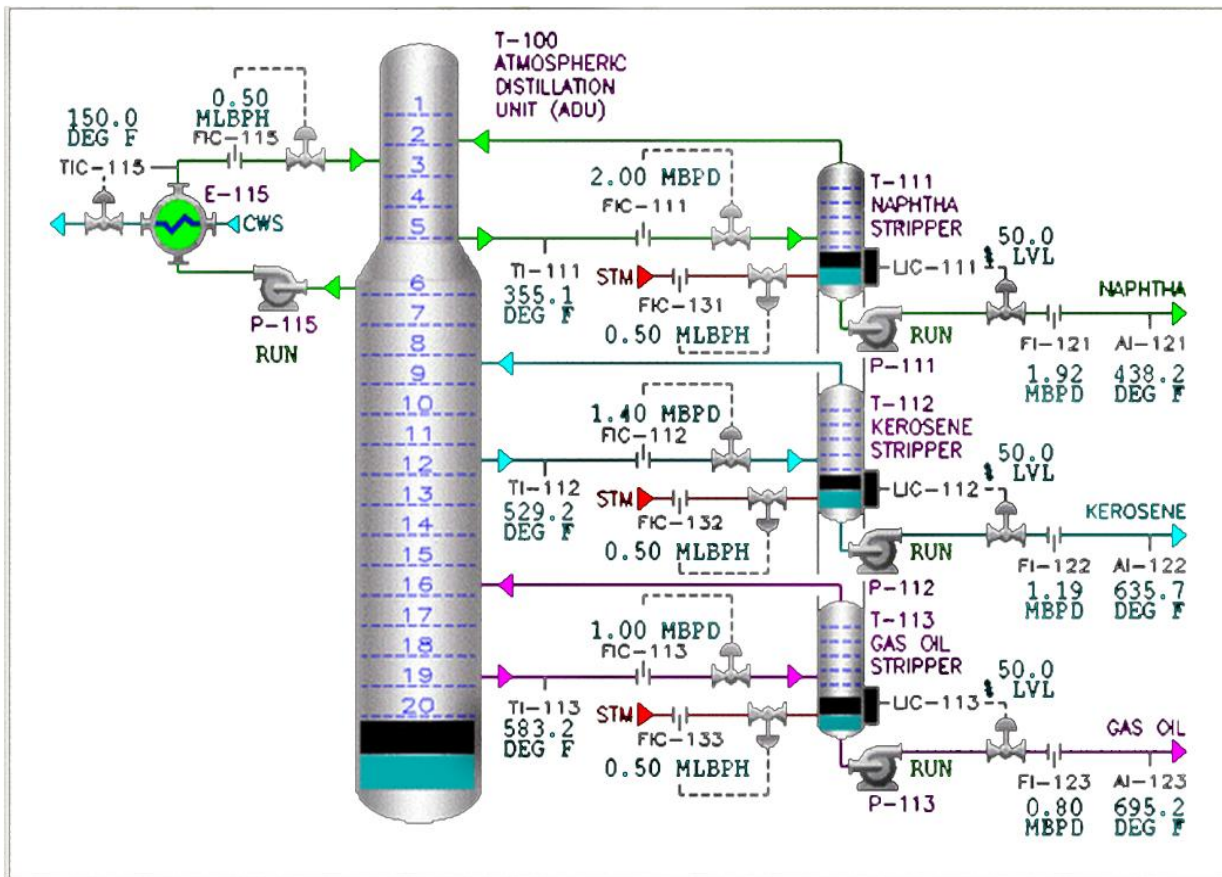 T-100
ATMOSPHERIC
DISTILLATION
UNIT (ADU)
0.50
MLBPH
FIC-115
150.0
DEG F
TIC-115
E-115
CWS
P-115
RUN
1
2
3
4
5
6
7
8
9
10
11
12
13
14
15
16
17
18
19
20
2.00 MBPD
FIC-111
TI-111
355.1
DEG F
STM
FIC-131
0.50 MLBPH
T-111
NAPHTHA
STRIPPER
LIC-111
50.0
% LVL
RUN
P-111
NAPHTHA
FI-121
1.92
MBPD
AI-121
438.2
DEG F
1.40 MBPD
FIC-112
TI-112
529.2
DEG F
STM
FIC-132
0.50 MLBPH
T-112
KEROSENE
STRIPPER
LIC-112
50.0
% LVL
RUN
P-112
KEROSENE
FI-122
1.19
MBPD
AI-122
635.7
DEG F
1.00 MBPD
FIC-113
TI-113
583.2
DEG F
STM
FIC-133
0.50 MLBPH
T-113
GAS OIL
STRIPPER
LIC-113
50.0
% LVL
RUN
P-113
GAS OIL
FI-123
0.80
MBPD
AI-123
695.2
DEG F